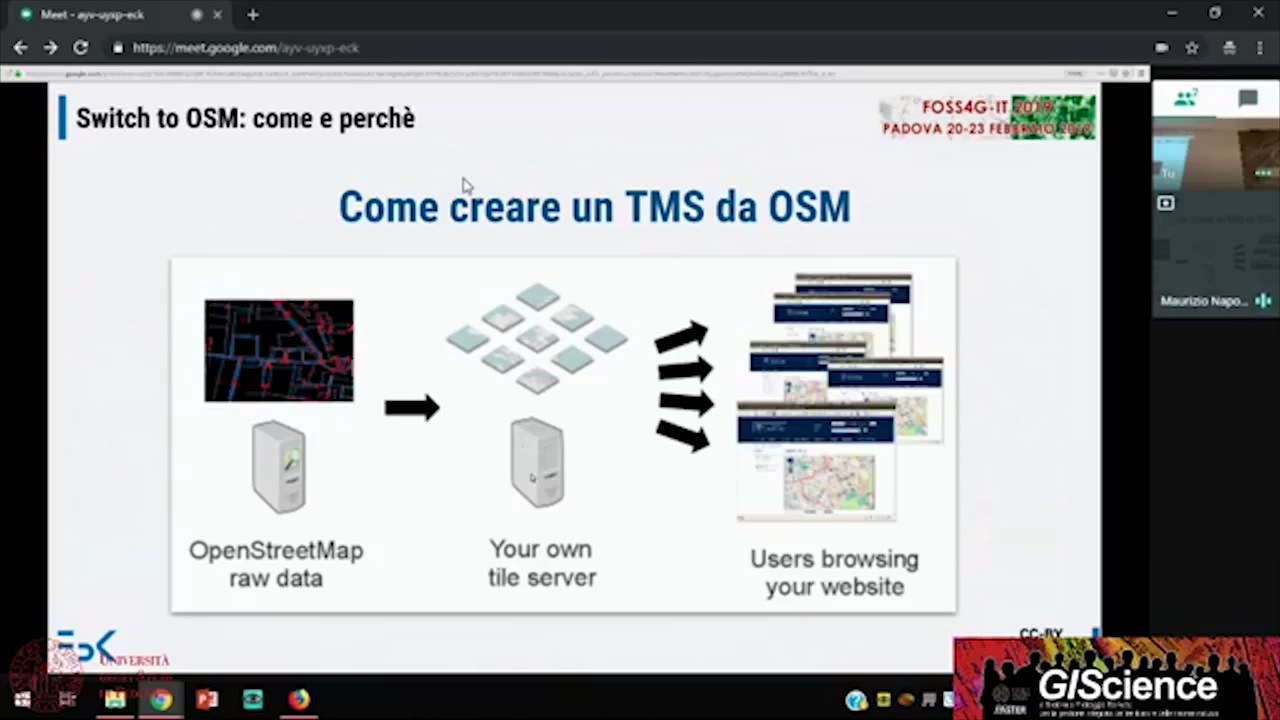 Meet - ayv-uyxp-eck
https://meet.google.com/ayv-uyxp-eck
Switch to OSM: come e perchè
FOSS4G-IT 2019
PADOVA 20-23 FEBBRAIO 2019
Come creare un TMS da OSM
Tu
Maurizio Napo...
OpenStreetMap
raw data
Your own
tile server
Users browsing
your website
CC-BY
FBK
UNIVERSITÀ
GIScience